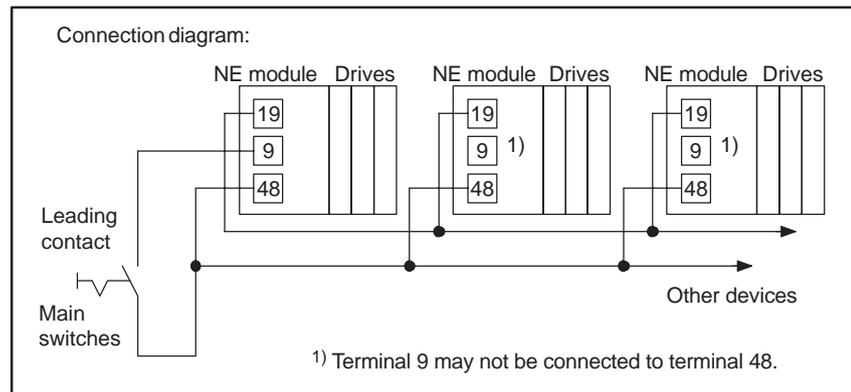 Connection diagram:
NE module Drives NE module Drives NE module Drives
19 19 19
9 9 1) 9 1)
48 48 48
Leading
contact
Main
switches
Other devices
1) Terminal 9 may not be connected to terminal 48.